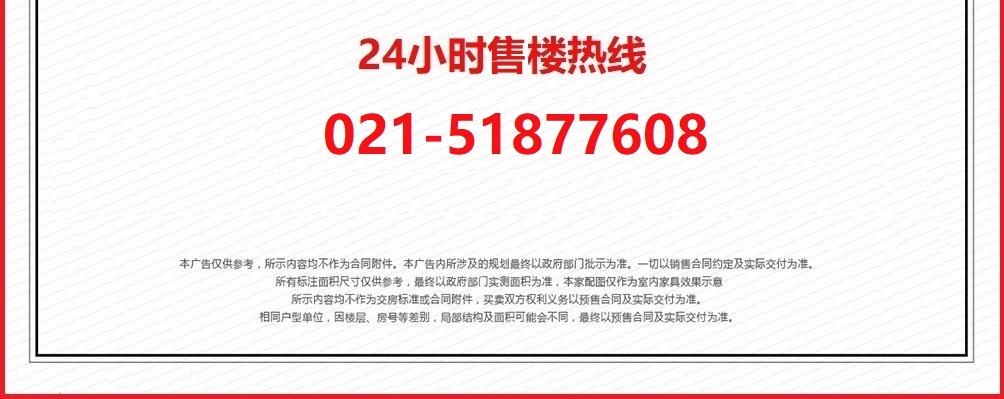 24小时售楼热线
021-51877608
本广告仅供参考，所示内容均不作为合同附件。本广告内所涉及的规划最终以政府部门批示为准。一切以销售合同约定及实际交付为准。
所有标注面积尺寸仅供参考，最终以政府部门实测面积为准，本家配图仅作为室内家具效果示意
所示内容均不作为交房标准或合同附件，买卖双方权利义务以预售合同及实际交付为准。
相同户型单位，因楼层、房号等差别，局部结构及面积可能会不同，最终以预售合同及实际交付为准。